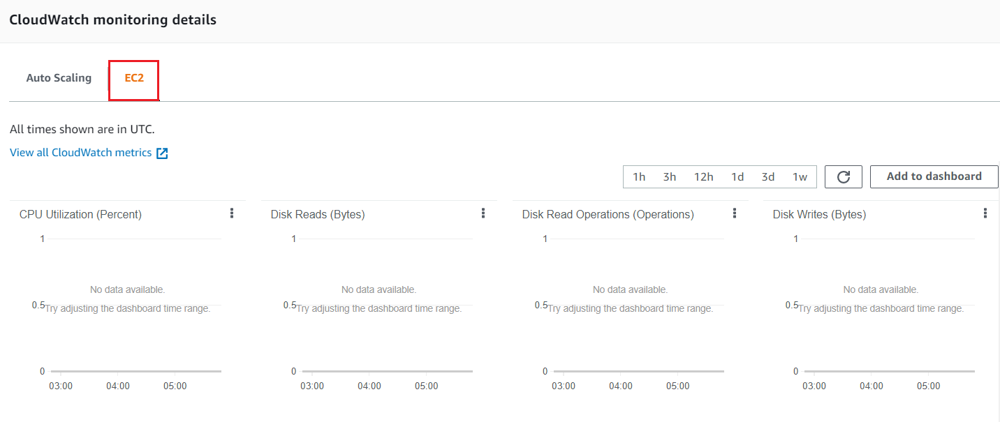 CloudWatch monitoring details
Auto Scaling
EC2
All times shown are in UTC.
View all CloudWatch metrics
1h 3h 12h 1d 3d 1w
Add to dashboard
CPU Utilization (Percent)
1
No data available.
0.5
Try adjusting the dashboard time range.
0
03:00 04:00 05:00
Disk Reads (Bytes)
1
No data available.
0.5
Try adjusting the dashboard time range.
0
03:00 04:00 05:00
Disk Read Operations (Operations)
1
No data available.
0.5
Try adjusting the dashboard time range.
0
03:00 04:00 05:00
Disk Writes (Bytes)
1
No data available.
0.5
Try adjusting the dashboard time range.
0
03:00 04:00 05:00